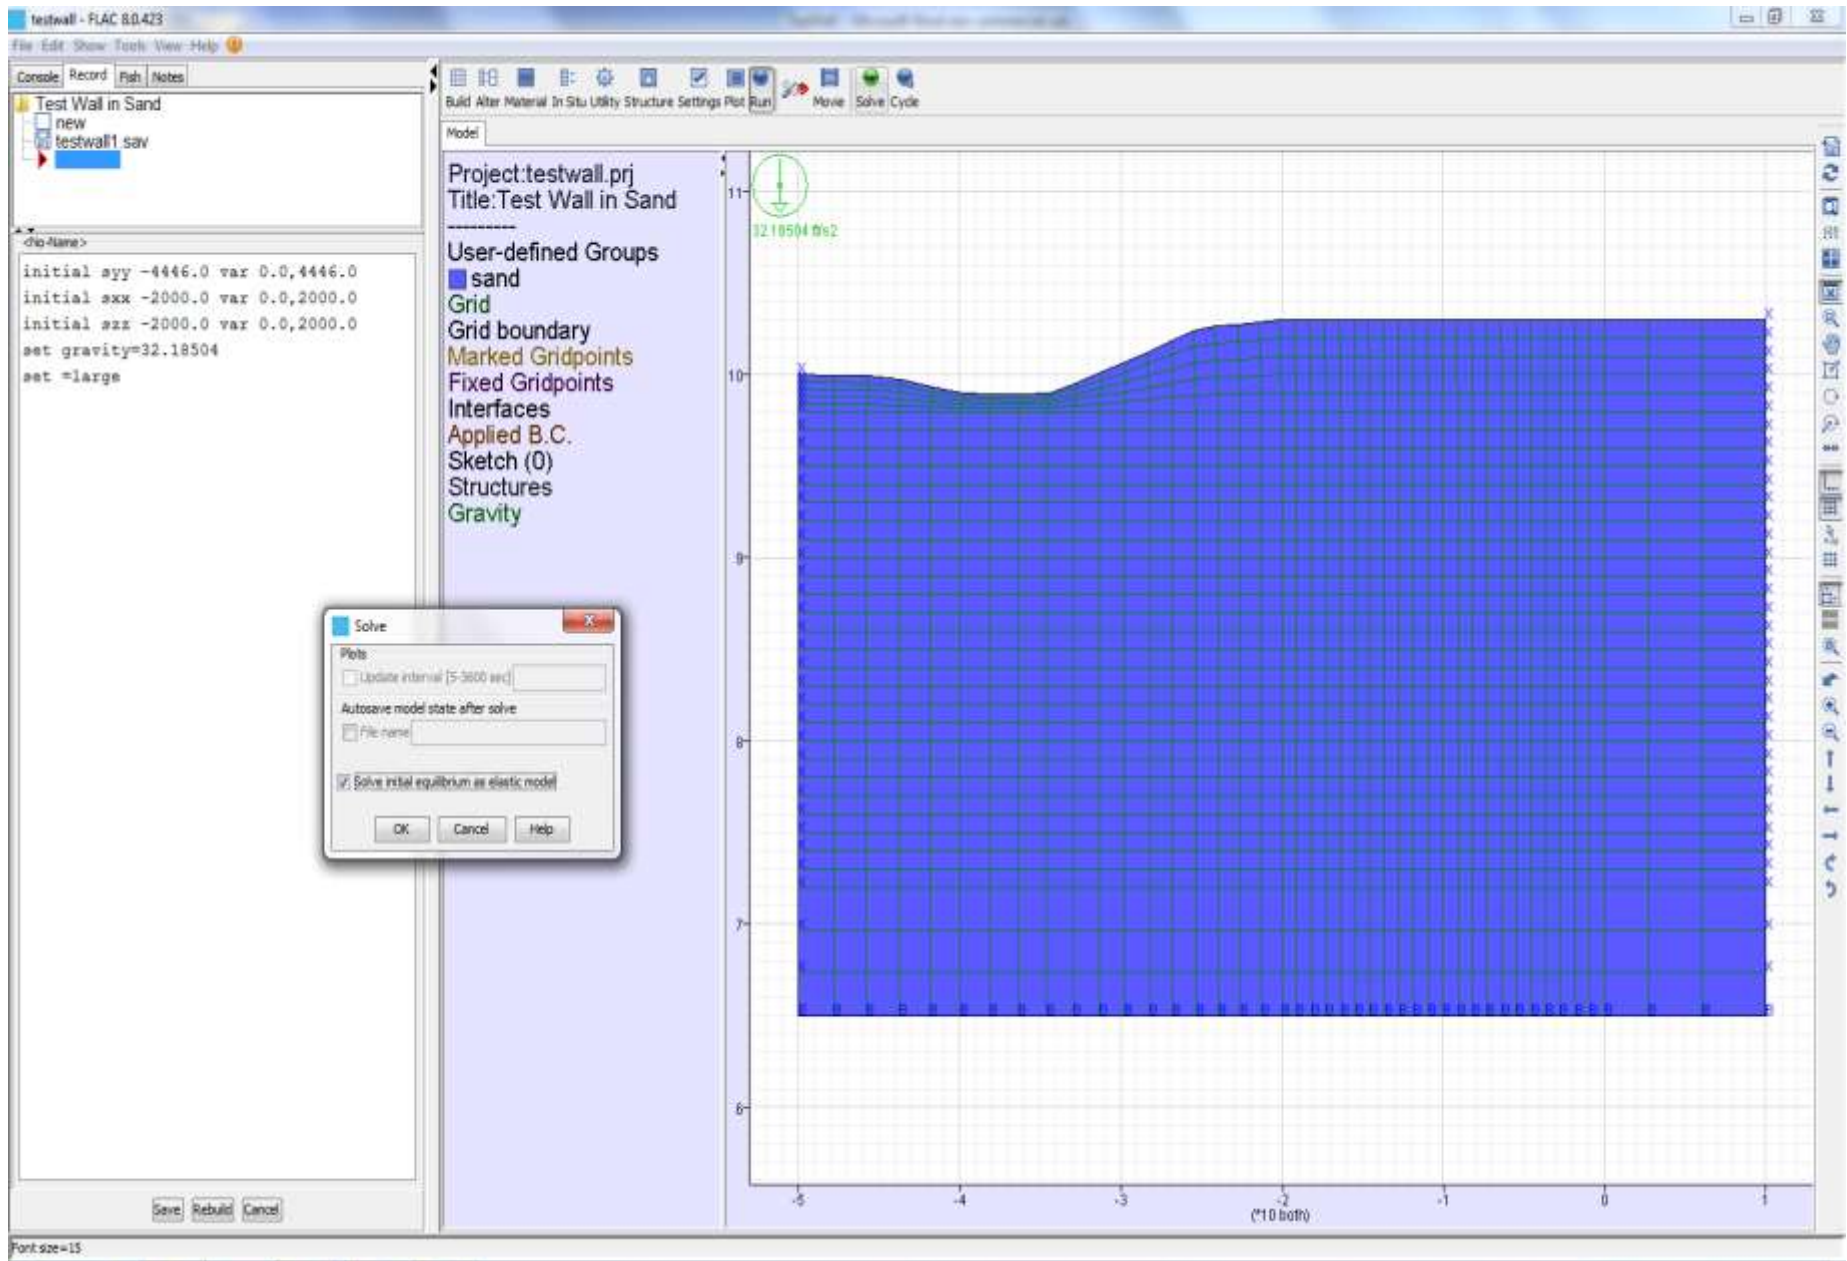 testwall - FLAC 8.0.423
File Edit Show Tools View Help
Console Record Fish Notes
Test Wall in Sand
new
testwall1.sav
<No-Name>
initial syy -4446.0 var 0.0,4446.0
initial sxx -2000.0 var 0.0,2000.0
initial szz -2000.0 var 0.0,2000.0
set gravity=32.18504
set =large
Save Rebuild Cancel
Font size=15
Build Alter Material In Situ Utility Structure Settings Plot Run Movie Solve Cycle
Model
Project:testwall.prj
Title:Test Wall in Sand
----------
User-defined Groups
sand
Grid
Grid boundary
Marked Gridpoints
Fixed Gridpoints
Interfaces
Applied B.C.
Sketch (0)
Structures
Gravity
Solve
Plots
Update interval [5-3600 sec]
Autosave model state after solve
File name
Solve initial equilibrium as elastic model
OK Cancel Help
32.18504 ft/s2
11
10
9
8
7
6
-5 -4 -3 -2 -1 0 1
(*10 both)